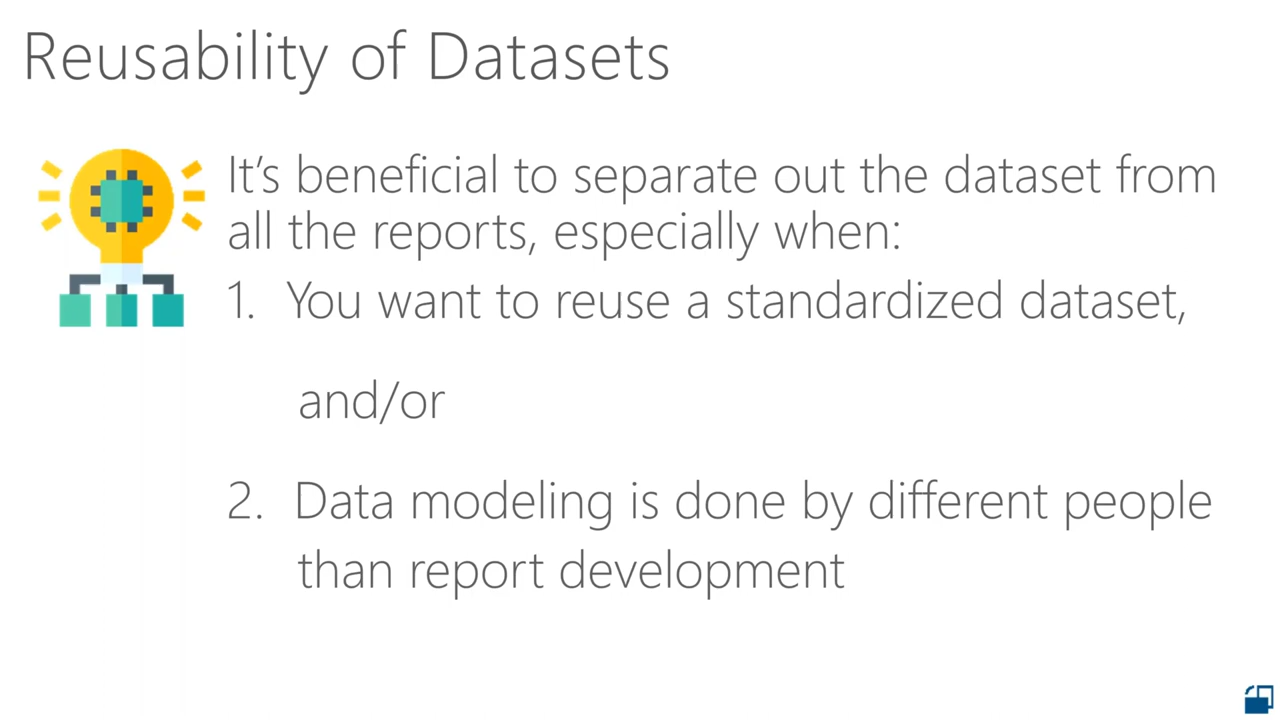 Reusability of Datasets
It's beneficial to separate out the dataset from
all the reports, especially when:
1. You want to reuse a standardized dataset,
and/or
2. Data modeling is done by different people
than report development